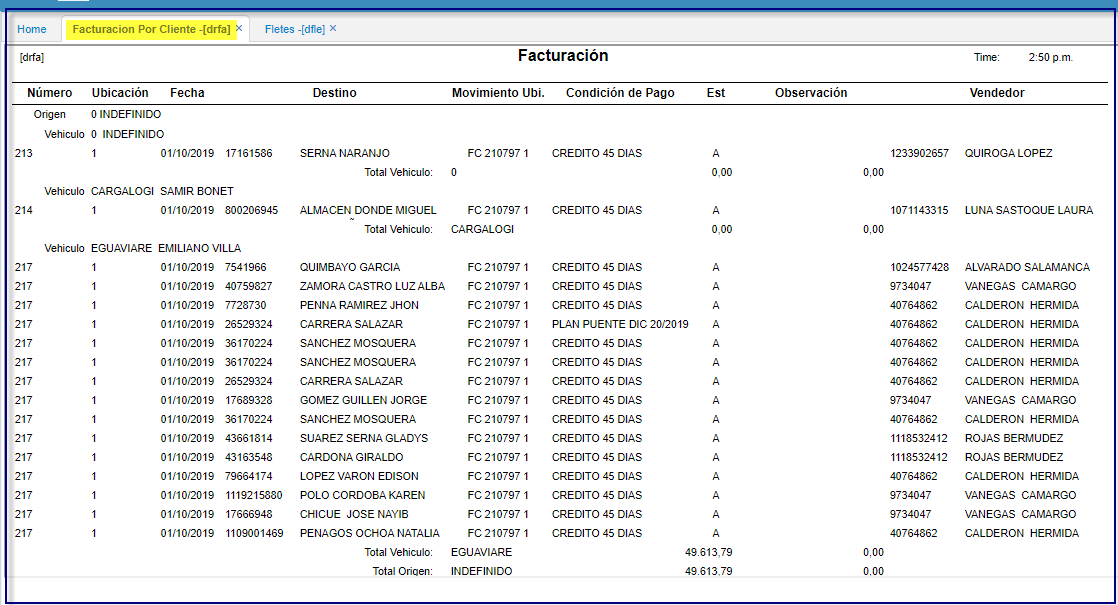 Home Facturacion Por Cliente -[drfa] × Fletes -[dfle] ×
[drfa] Facturación Time: 2:50 p.m.
Número Ubicación Fecha Destino Movimiento Ubi. Condición de Pago Est Observación Vendedor
Origen 0 INDEFINIDO
Vehiculo 0 INDEFINIDO
213 1 01/10/2019 17161586 SERNA NARANJO FC 210797 1 CREDITO 45 DIAS A 1233902657 QUIROGA LOPEZ
Total Vehiculo: 0 0,00 0,00
Vehiculo CARGALOGI SAMIR BONET
214 1 01/10/2019 800206945 ALMACEN DONDE MIGUEL FC 210797 1 CREDITO 45 DIAS A 1071143315 LUNA SASTOQUE LAURA
Total Vehiculo: CARGALOGI 0,00 0,00
Vehiculo EGUAVIARE EMILIANO VILLA
217 1 01/10/2019 7541966 QUIMBAYO GARCIA FC 210797 1 CREDITO 45 DIAS A 1024577428 ALVARADO SALAMANCA
217 1 01/10/2019 40759827 ZAMORA CASTRO LUZ ALBA FC 210797 1 CREDITO 45 DIAS A 9734047 VANEGAS CAMARGO
217 1 01/10/2019 7728730 PENNA RAMIREZ JHON FC 210797 1 CREDITO 45 DIAS A 40764862 CALDERON HERMIDA
217 1 01/10/2019 26529324 CARRERA SALAZAR FC 210797 1 PLAN PUENTE DIC 20/2019 A 40764862 CALDERON HERMIDA
217 1 01/10/2019 36170224 SANCHEZ MOSQUERA FC 210797 1 CREDITO 45 DIAS A 40764862 CALDERON HERMIDA
217 1 01/10/2019 36170224 SANCHEZ MOSQUERA FC 210797 1 CREDITO 45 DIAS A 40764862 CALDERON HERMIDA
217 1 01/10/2019 26529324 CARRERA SALAZAR FC 210797 1 CREDITO 45 DIAS A 40764862 CALDERON HERMIDA
217 1 01/10/2019 17689328 GOMEZ GUILLEN JORGE FC 210797 1 CREDITO 45 DIAS A 9734047 VANEGAS CAMARGO
217 1 01/10/2019 36170224 SANCHEZ MOSQUERA FC 210797 1 CREDITO 45 DIAS A 40764862 CALDERON HERMIDA
217 1 01/10/2019 43661814 SUAREZ SERNA GLADYS FC 210797 1 CREDITO 45 DIAS A 1118532412 ROJAS BERMUDEZ
217 1 01/10/2019 43163548 CARDONA GIRALDO FC 210797 1 CREDITO 45 DIAS A 1118532412 ROJAS BERMUDEZ
217 1 01/10/2019 79664174 LOPEZ VARON EDISON FC 210797 1 CREDITO 45 DIAS A 40764862 CALDERON HERMIDA
217 1 01/10/2019 1119215880 POLO CORDOBA KAREN FC 210797 1 CREDITO 45 DIAS A 9734047 VANEGAS CAMARGO
217 1 01/10/2019 17666948 CHICUE JOSE NAYIB FC 210797 1 CREDITO 45 DIAS A 9734047 VANEGAS CAMARGO
217 1 01/10/2019 1109001469 PENAGOS OCHOA NATALIA FC 210797 1 CREDITO 45 DIAS A 40764862 CALDERON HERMIDA
Total Vehiculo: EGUAVIARE 49.613,79 0,00
Total Origen: INDEFINIDO 49.613,79 0,00